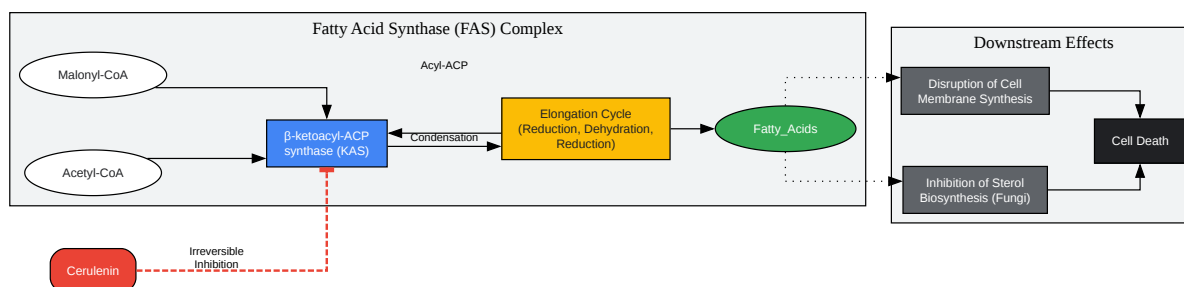 Fatty Acid Synthase (FAS) Complex
Downstream Effects
Malonyl-CoA
Acyl-ACP
Disruption of Cell
Membrane Synthesis
β-ketoacyl-ACP
synthase (KAS)
Condensation
Elongation Cycle
(Reduction, Dehydration,
Reduction)
Fatty_Acids
Cell Death
Acetyl-CoA
Inhibition of Sterol
Biosynthesis (Fungi)
Irreversible
Inhibition
Cerulenin